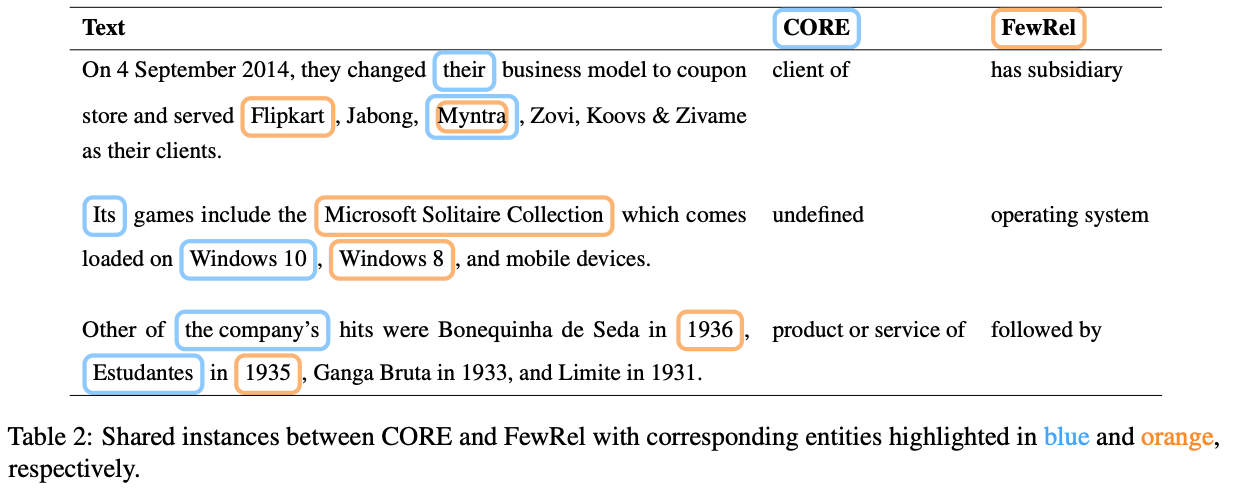 Text CORE FewRel
On 4 September 2014, they changed their business model to coupon client of has subsidiary
store and served Flipkart , Jabong, Myntra , Zovi, Koovs & Zivame
as their clients.
Its games include the Microsoft Solitaire Collection which comes undefined operating system
loaded on Windows 10 , Windows 8 , and mobile devices.
Other of the company’s hits were Bonequinha de Seda in 1936 , product or service of followed by
Estudantes in 1935 , Ganga Bruta in 1933, and Limite in 1931.
Table 2: Shared instances between CORE and FewRel with corresponding entities highlighted in blue and orange,
respectively.